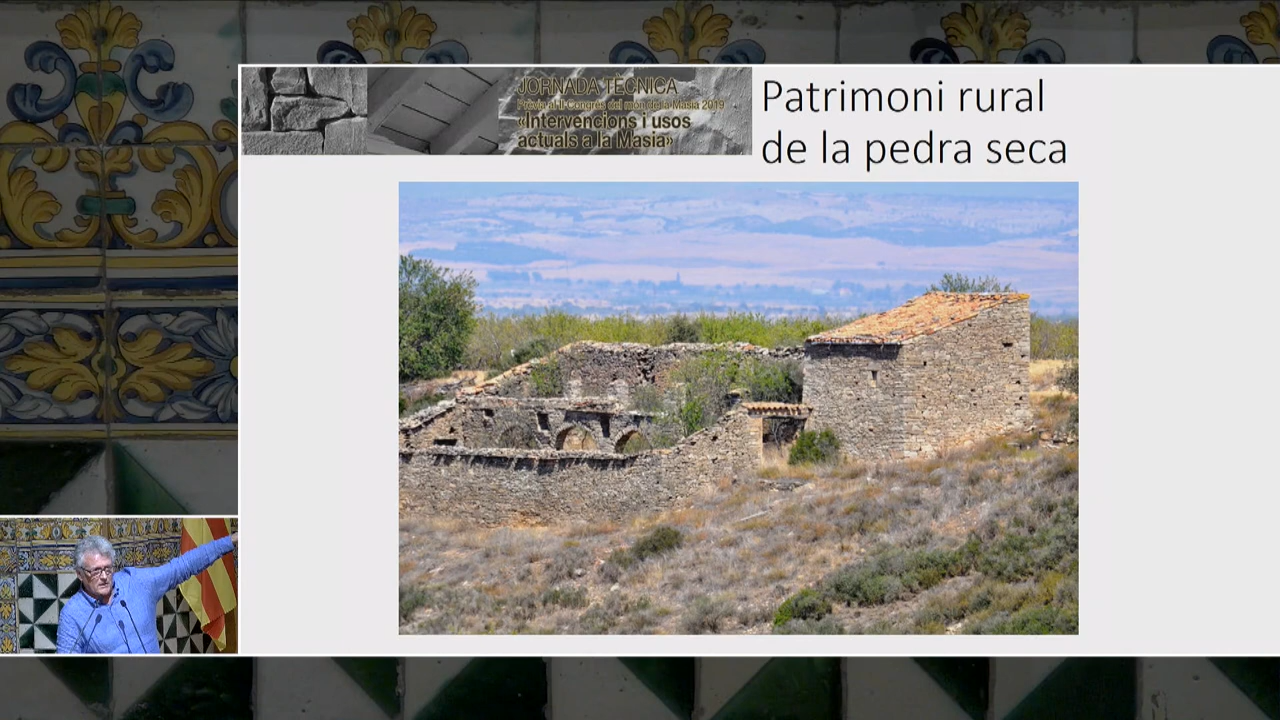 JORNADA TÈCNICA
Prèvia al II Congrés del món de la Masia 2019
«Intervencions i usos
actuals a la Masia»
Patrimoni rural
de la pedra seca